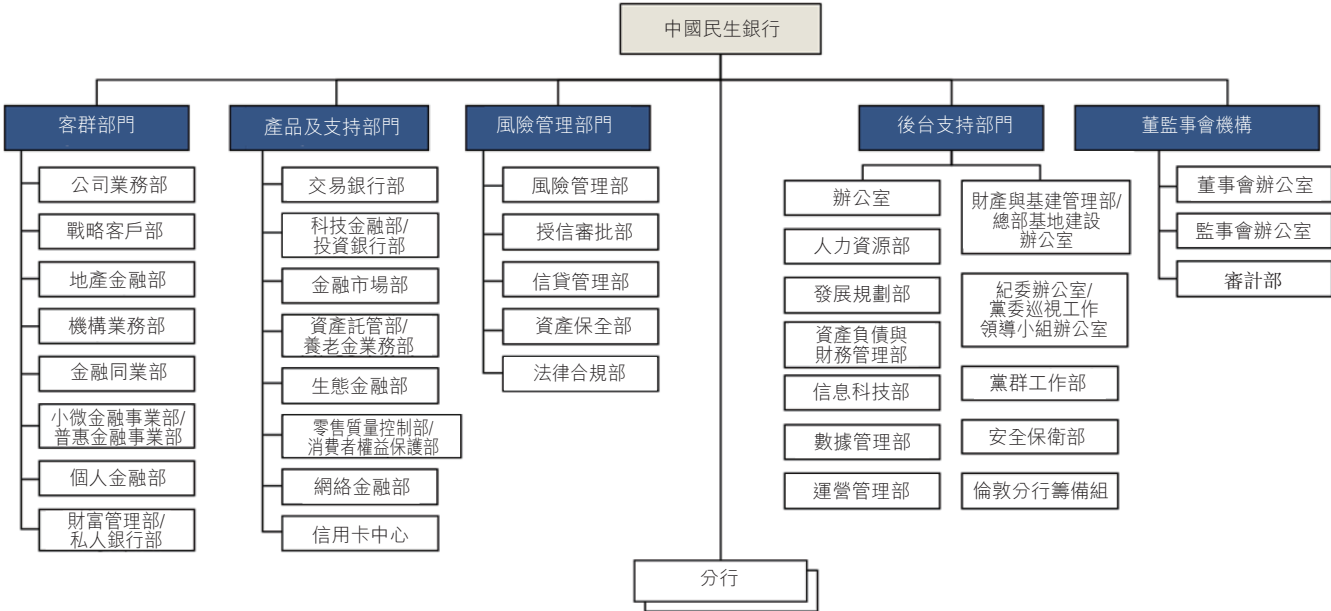 中國民生銀行
客群部門
公司業務部
戰略客戶部
地產金融部
機構業務部
金融同業部
小微金融事業部/
普惠金融事業部
個人金融部
財富管理部/
私人銀行部
產品及支持部門
交易銀行部
科技金融部/
投資銀行部
金融市場部
資產託管部/
養老金業務部
生態金融部
零售質量控制部/
消費者權益保護部
網絡金融部
信用卡中心
風險管理部門
風險管理部
授信審批部
信貸管理部
資產保全部
法律合規部
後台支持部門
辦公室
人力資源部
發展規劃部
資產負債與
財務管理部
信息科技部
數據管理部
運營管理部
財產與基建管理部/
總部基地建設
辦公室
紀委辦公室/
黨委巡視工作
領導小組辦公室
黨群工作部
安全保衛部
倫敦分行籌備組
董監事會機構
董事會辦公室
監事會辦公室
審計部
分行